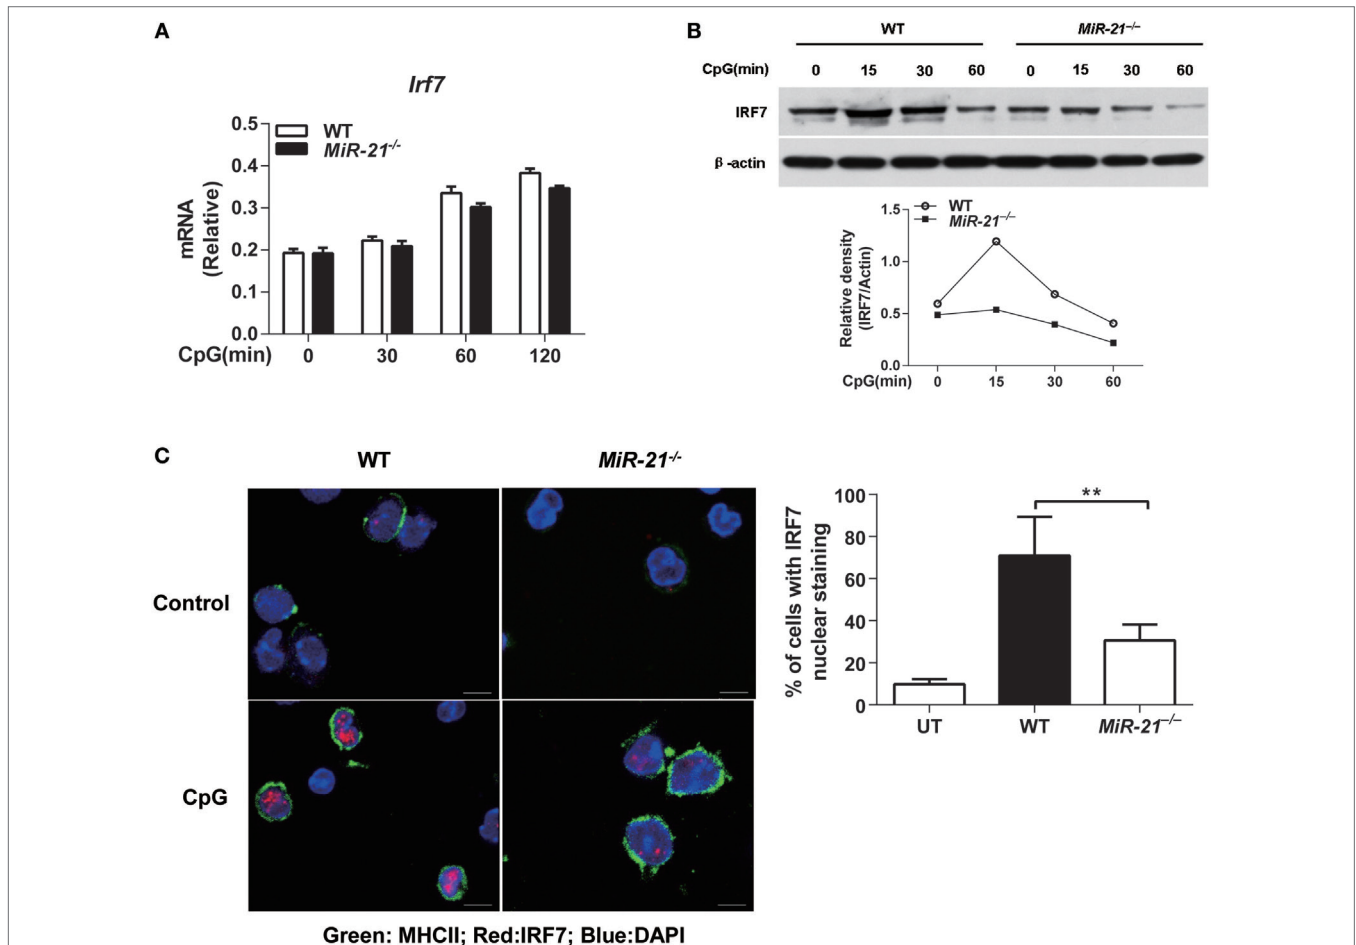 A
Irf7
0.5
0.4
0.3
0.2
0.1
0.0
mRNA
(Relative)
WT
MiR-21-/-
CpG(min) 0 30 60 120
B
WT MiR-21-/-
CpG(min) 0 15 30 60 0 15 30 60
IRF7
β-actin
WT
MiR-21-/-
1.5
1.0
0.5
0.0
Relative density
(IRF7/Actin)
CpG(min) 0 15 30 60
C
WT MiR-21-/-
Control
CpG
Green: MHCII; Red:IRF7; Blue:DAPI
100
80
60
40
20
0
% of cells with IRF7
nuclear staining
**
UT WT MiR-21-/-